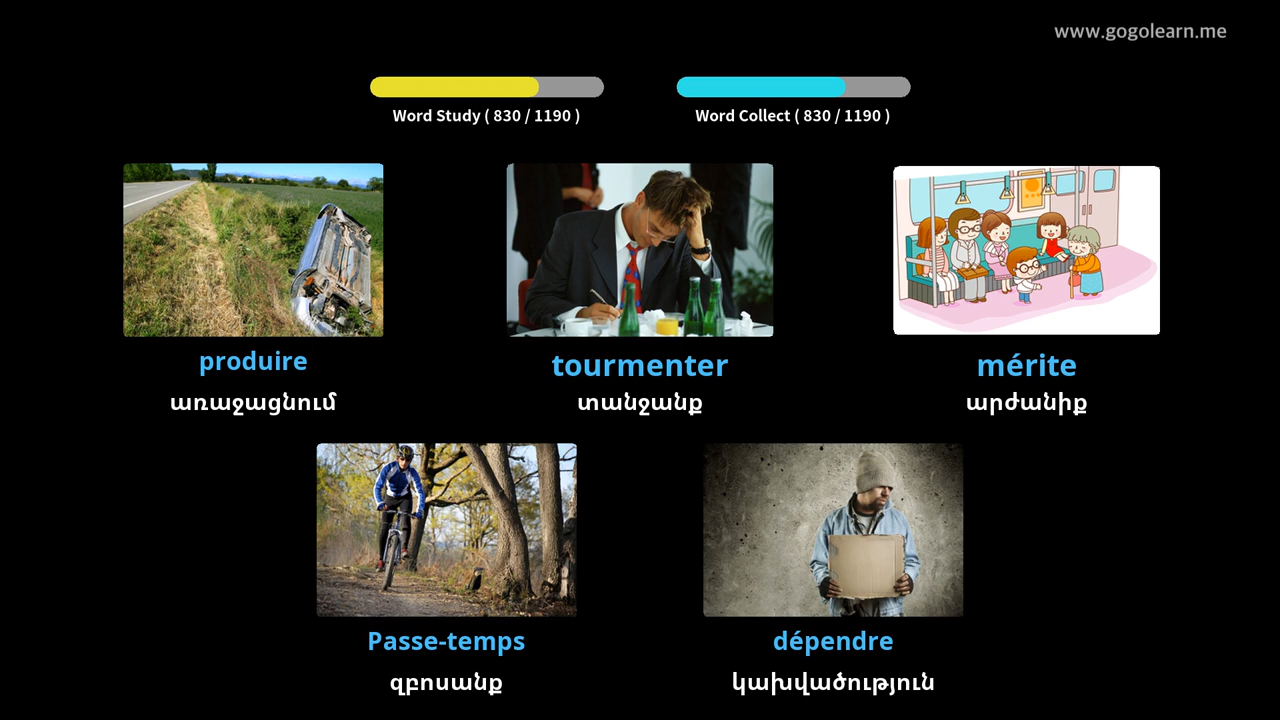 www.gogolearn.me
Word Study ( 830 / 1190 )
Word Collect ( 830 / 1190 )
produire
առաջացնում
tourmenter
տանջանք
mérite
արժանիք
Passe-temps
զբոսանք
dépendre
կախվածություն